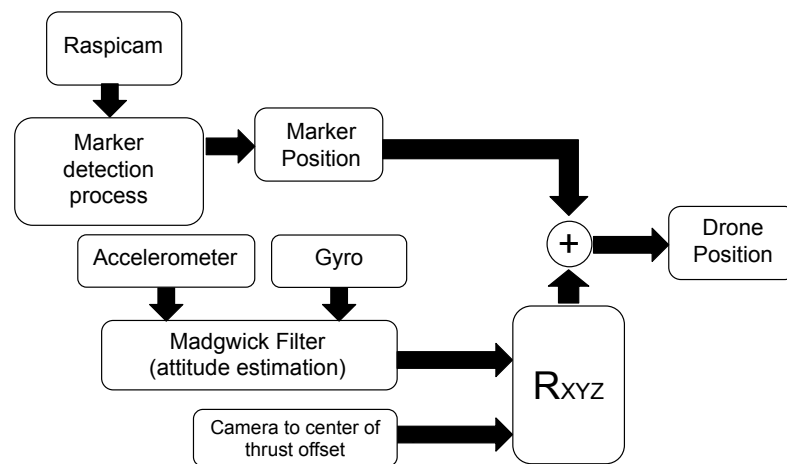 Raspicam
Marker
detection
process
Marker
Position
+
Drone
Position
Accelerometer
Gyro
Madgwick Filter
(attitude estimation)
RXYZ
Camera to center of
thrust offset